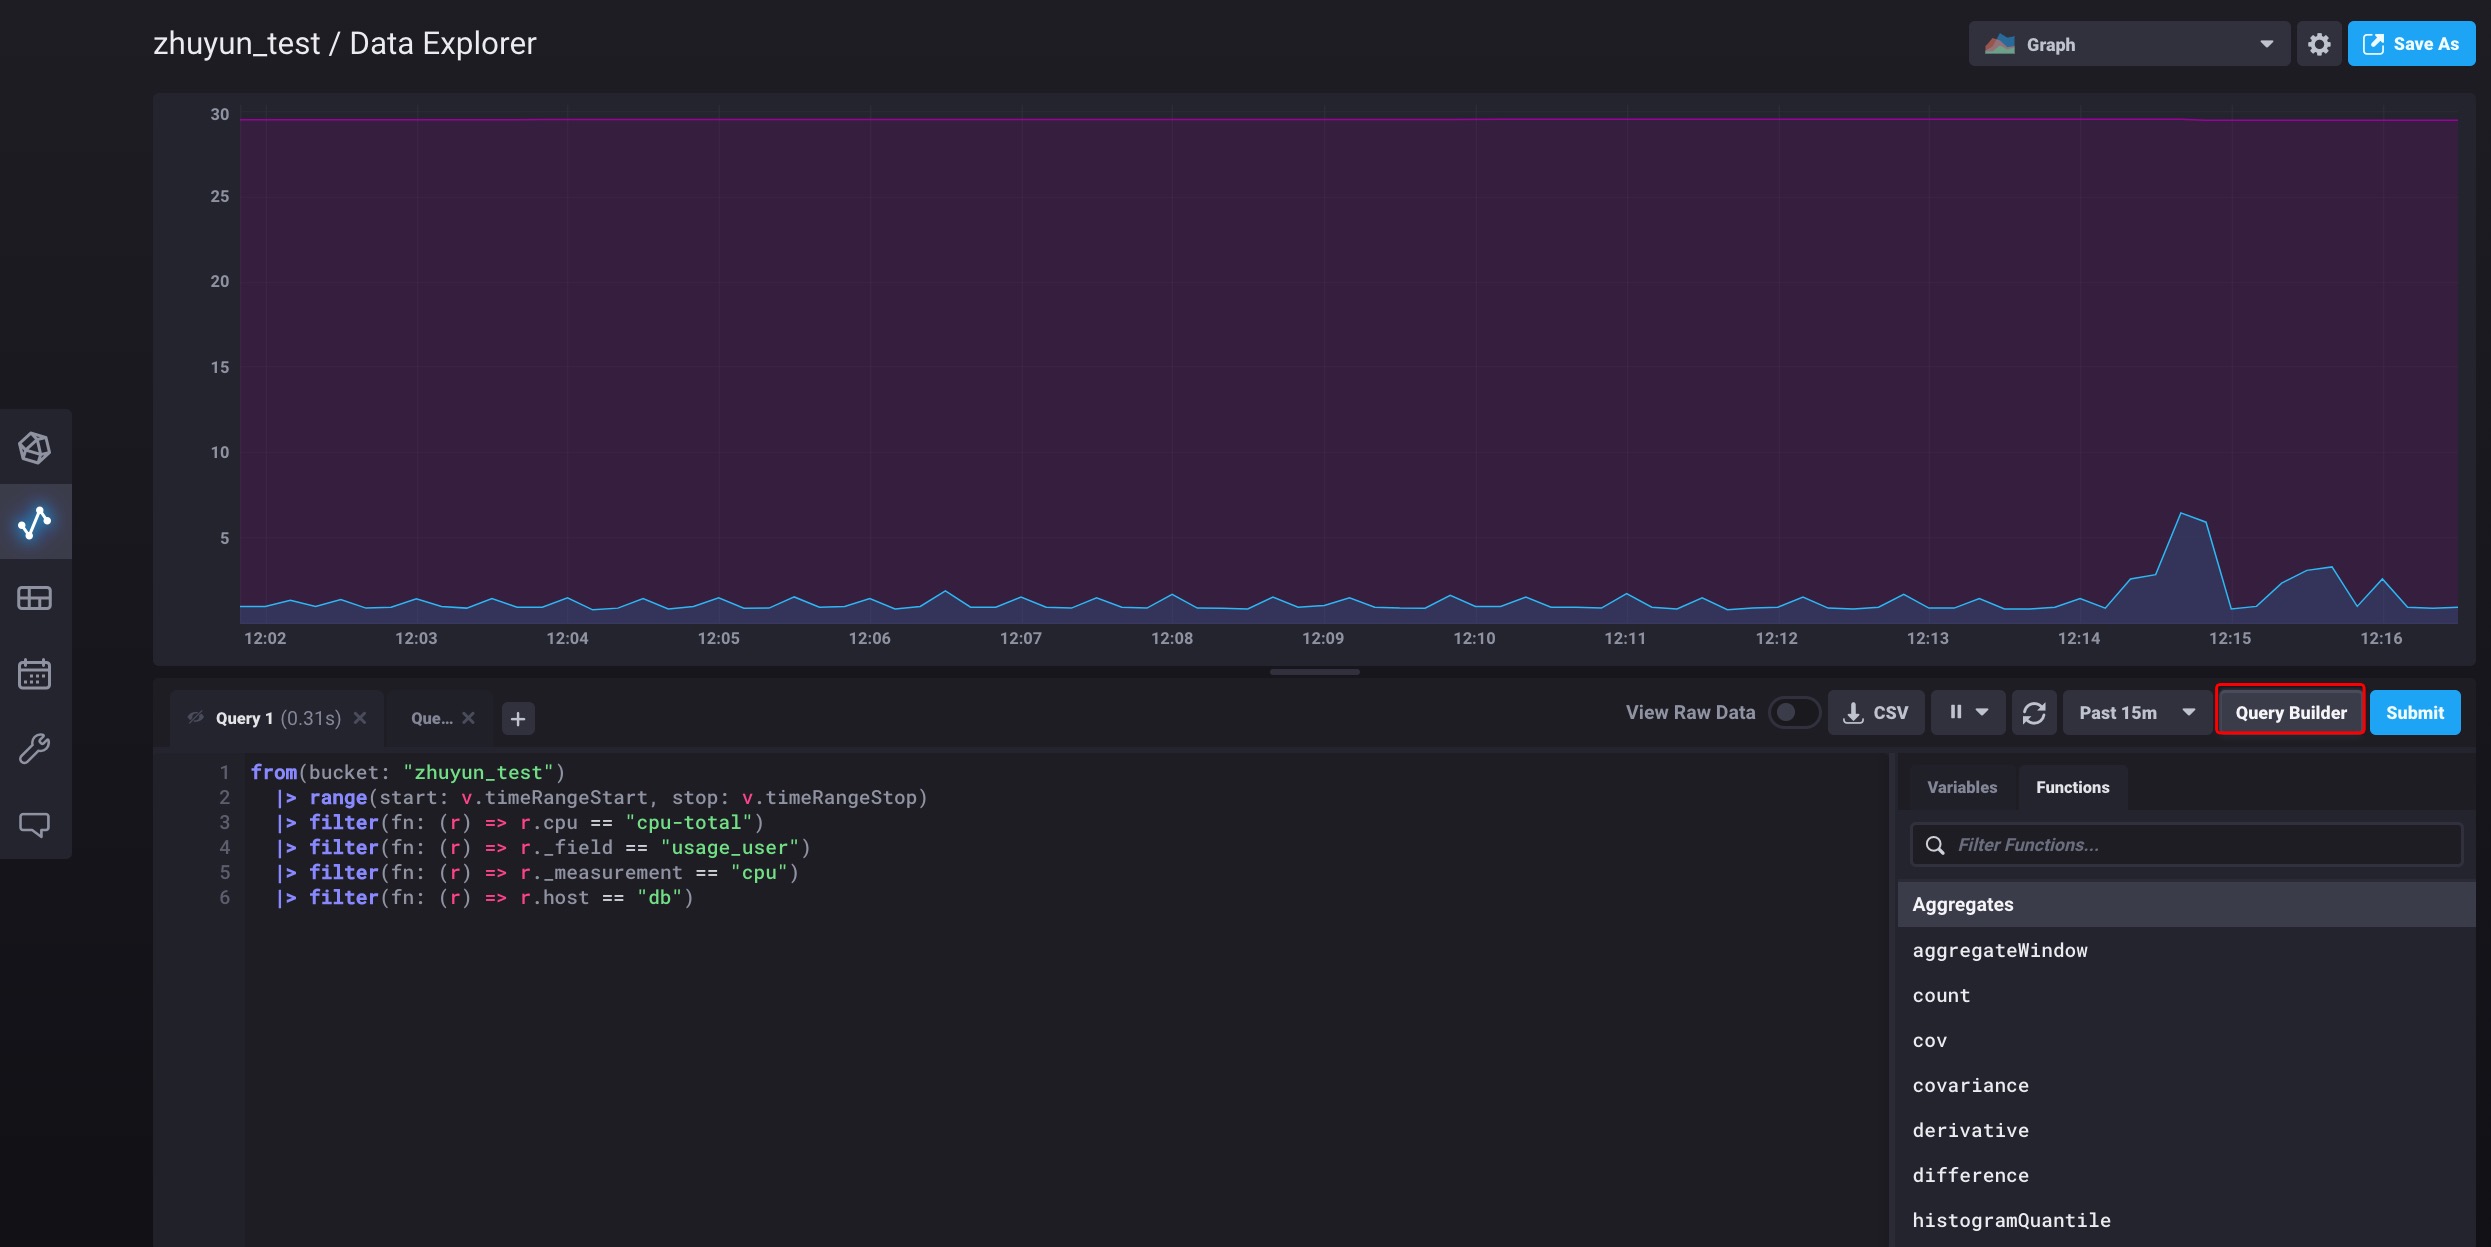 zhuyun_test / Data Explorer
Graph
Save As
30
25
20
15
10
5
12:02 12:03 12:04 12:05 12:06 12:07 12:08 12:09 12:10 12:11 12:12 12:13 12:14 12:15 12:16
Query 1 (0.31s) Que... +
View Raw Data CSV Past 15m Query Builder Submit
1 from(bucket: "zhuyun_test")
2 |> range(start: v.timeRangeStart, stop: v.timeRangeStop)
3 |> filter(fn: (r) => r.cpu == "cpu-total")
4 |> filter(fn: (r) => r._field == "usage_user")
5 |> filter(fn: (r) => r._measurement == "cpu")
6 |> filter(fn: (r) => r.host == "db")
Variables Functions
Filter Functions...
Aggregates
aggregateWindow
count
cov
covariance
derivative
difference
histogramQuantile